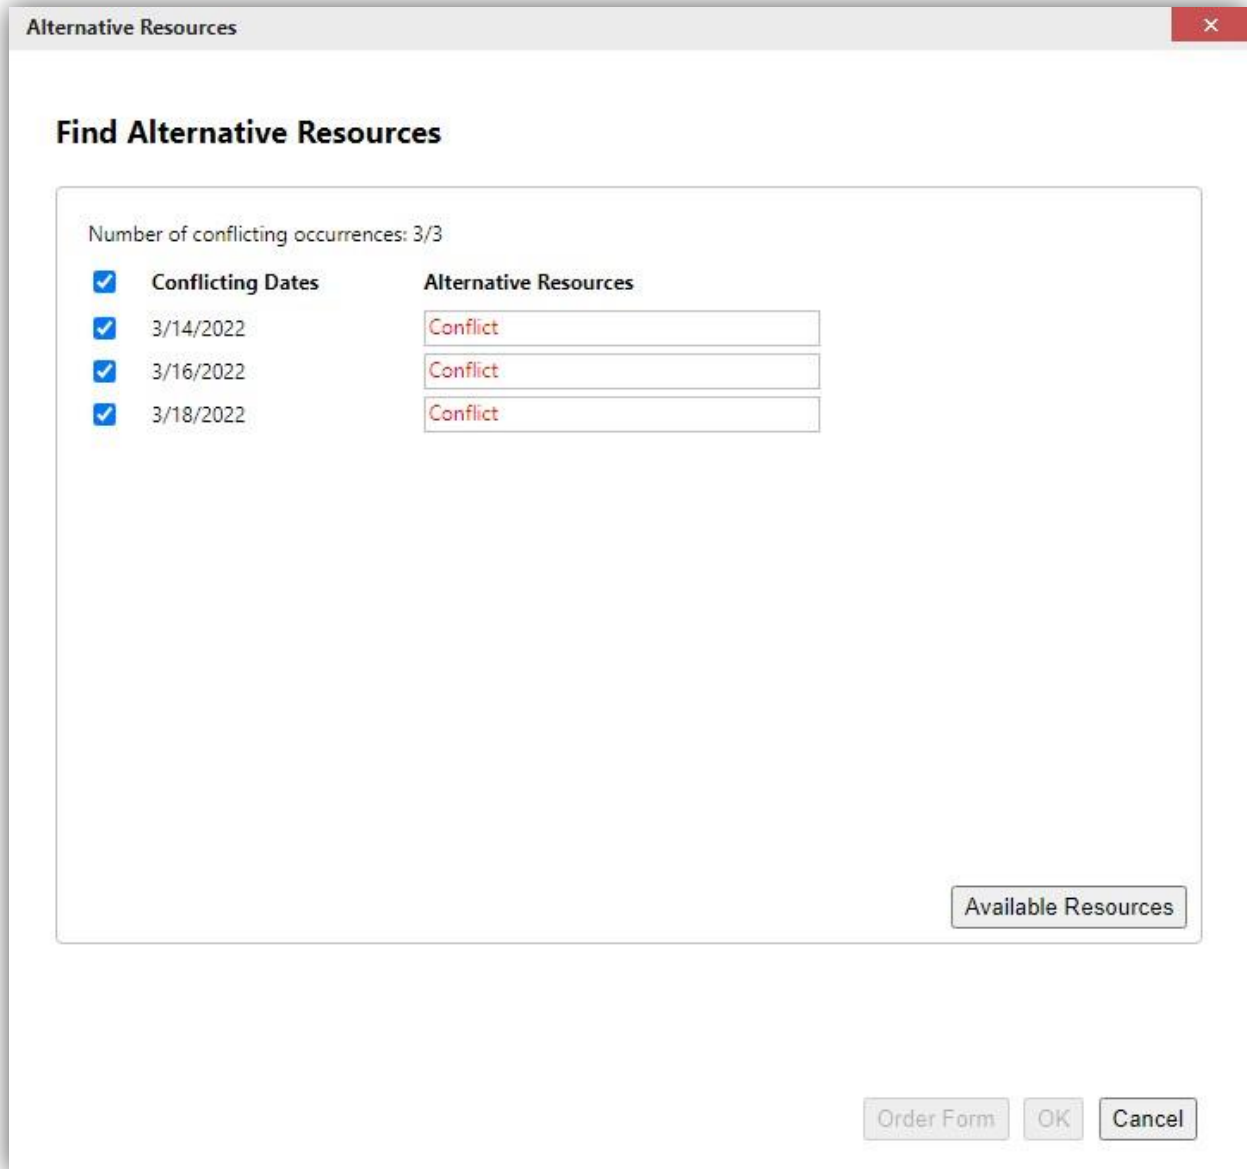 Alternative Resources
Find Alternative Resources
Number of conflicting occurrences: 3/3
Conflicting Dates Alternative Resources
3/14/2022 Conflict
3/16/2022 Conflict
3/18/2022 Conflict
Available Resources
Order Form OK Cancel